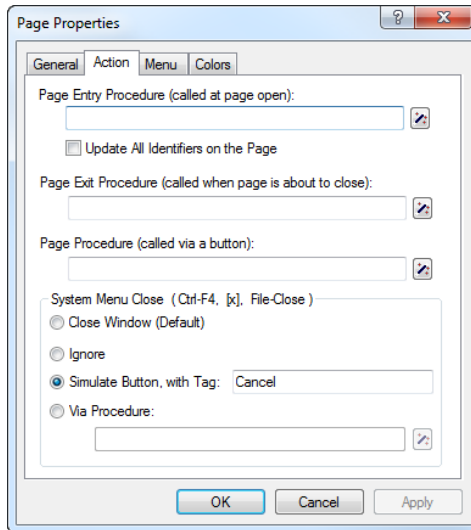 Page Properties
?
General Action Menu Colors
Page Entry Procedure (called at page open):
Update All Identifiers on the Page
Page Exit Procedure (called when page is about to close):
Page Procedure (called via a button):
System Menu Close ( Ctrl-F4, [x], File-Close )
Close Window (Default)
Ignore
Simulate Button, with Tag: Cancel
Via Procedure:
OK Cancel Apply